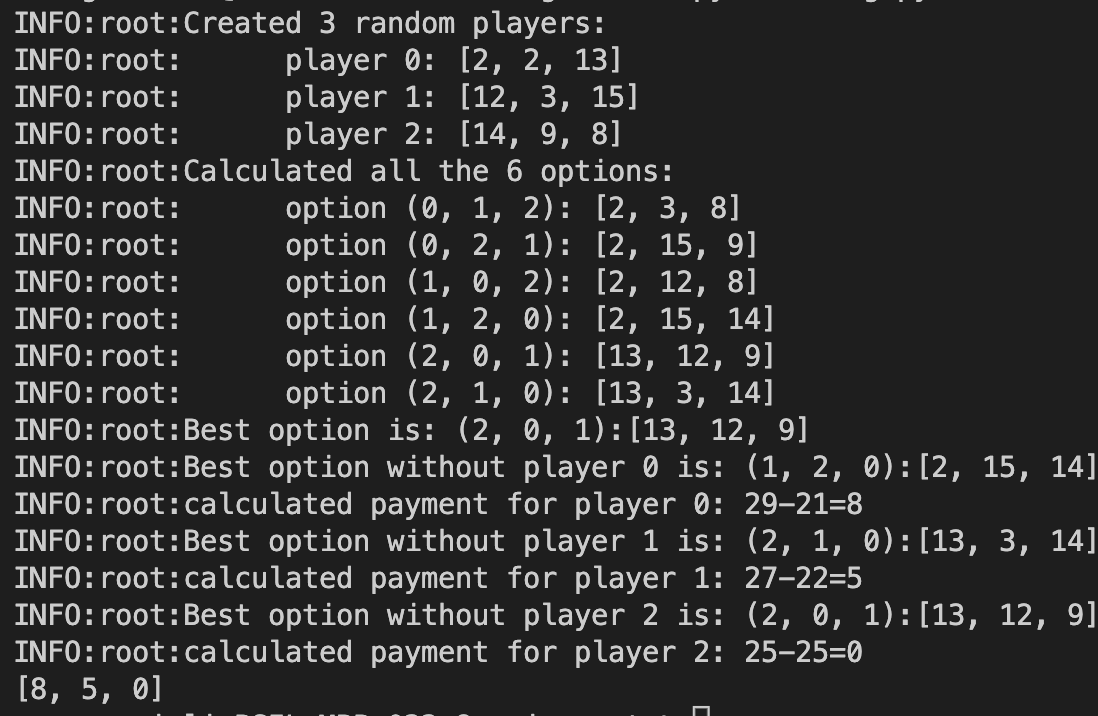 INFO:root:Created 3 random players:
INFO:root:      player 0: [2, 2, 13]
INFO:root:      player 1: [12, 3, 15]
INFO:root:      player 2: [14, 9, 8]
INFO:root:Calculated all the 6 options:
INFO:root:      option (0, 1, 2): [2, 3, 8]
INFO:root:      option (0, 2, 1): [2, 15, 9]
INFO:root:      option (1, 0, 2): [2, 12, 8]
INFO:root:      option (1, 2, 0): [2, 15, 14]
INFO:root:      option (2, 0, 1): [13, 12, 9]
INFO:root:      option (2, 1, 0): [13, 3, 14]
INFO:root:Best option is: (2, 0, 1):[13, 12, 9]
INFO:root:Best option without player 0 is: (1, 2, 0):[2, 15, 14]
INFO:root:calculated payment for player 0: 29-21=8
INFO:root:Best option without player 1 is: (2, 1, 0):[13, 3, 14]
INFO:root:calculated payment for player 1: 27-22=5
INFO:root:Best option without player 2 is: (2, 0, 1):[13, 12, 9]
INFO:root:calculated payment for player 2: 25-25=0
[8, 5, 0]